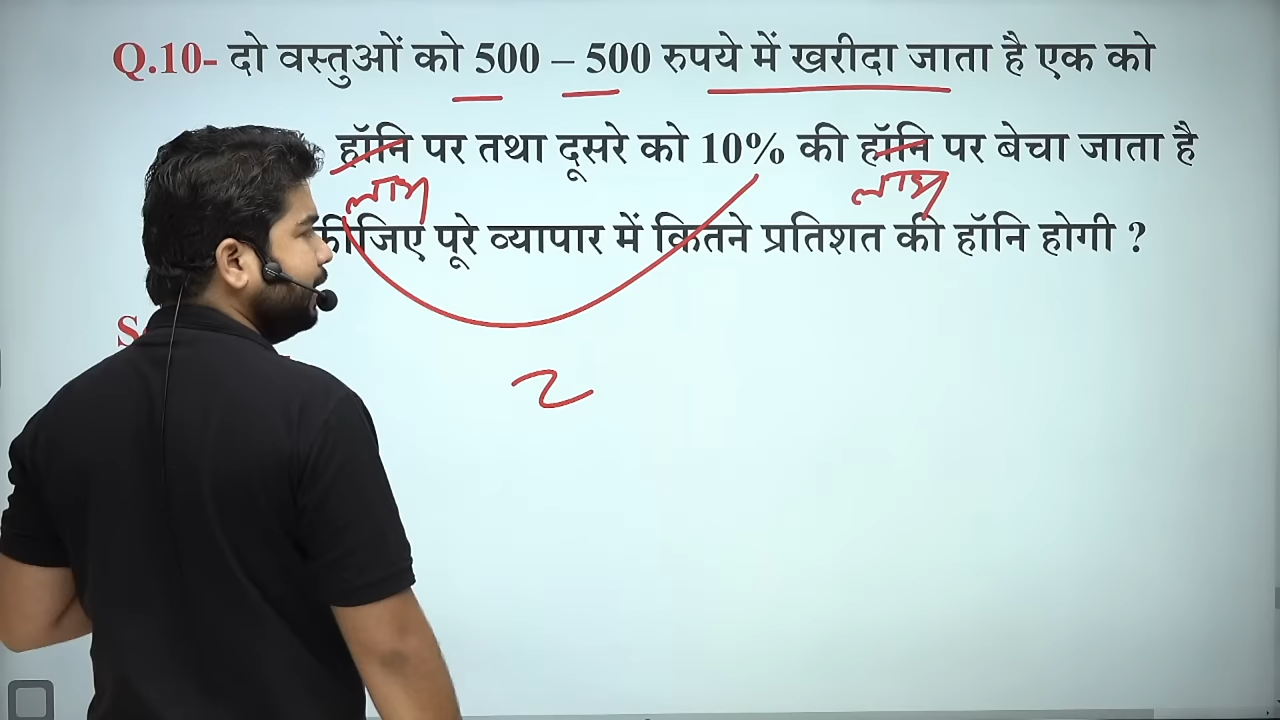 Q.10- दो वस्तुओं को 500 – 500 रुपये में खरीदा जाता है एक को
हॉनि पर तथा दूसरे को 10% की हॉनि पर बेचा जाता है
लाभ लाभ
कीजिए पूरे व्यापार में कितने प्रतिशत की हॉनि होगी ?
2